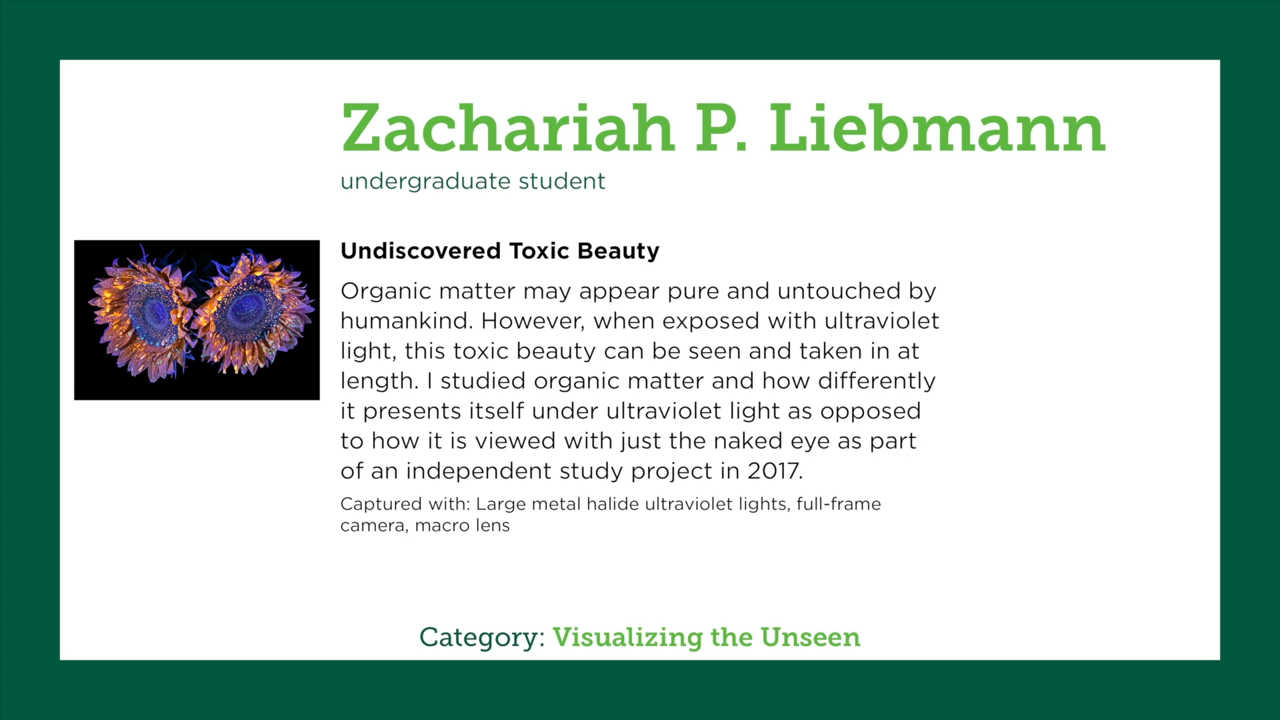 Zachariah P. Liebmann
undergraduate student
Undiscovered Toxic Beauty
Organic matter may appear pure and untouched by
humankind. However, when exposed with ultraviolet
light, this toxic beauty can be seen and taken in at
length. I studied organic matter and how differently
it presents itself under ultraviolet light as opposed
to how it is viewed with just the naked eye as part
of an independent study project in 2017.
Captured with: Large metal halide ultraviolet lights, full-frame
camera, macro lens
Category: Visualizing the Unseen